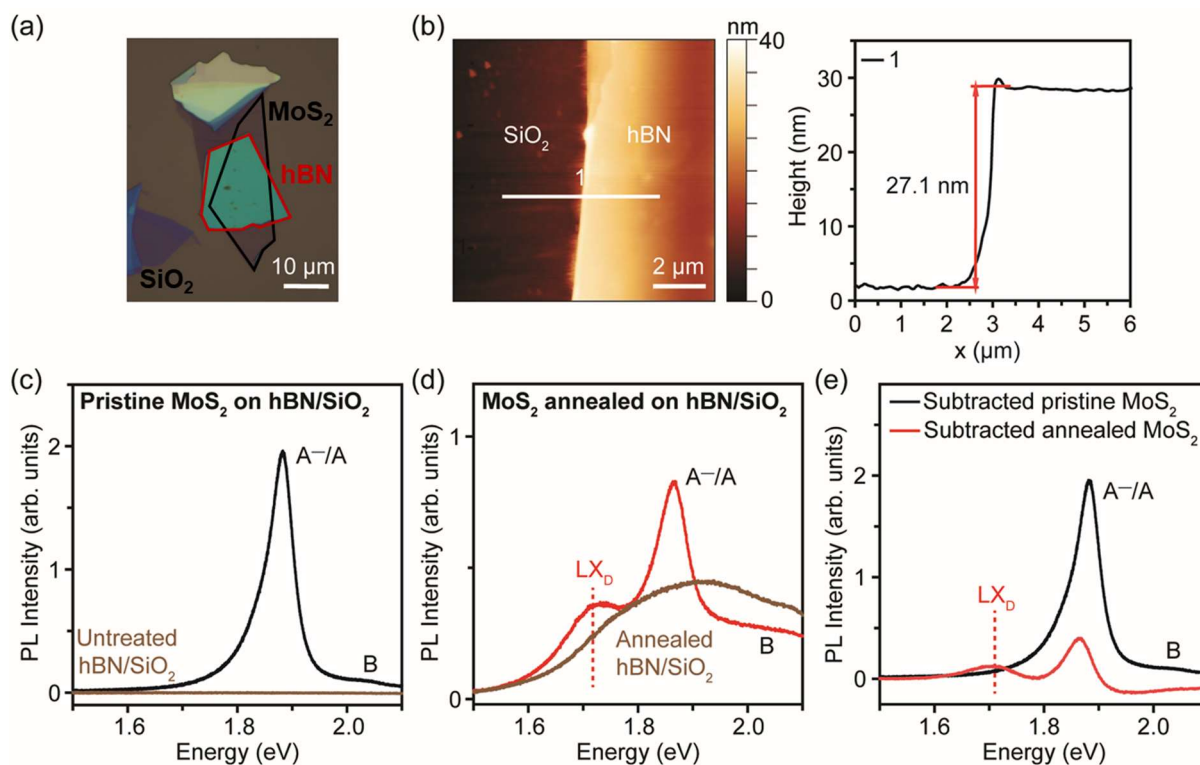 (a)
MoS₂
hBN
SiO₂
10 µm
(b)
SiO₂
hBN
1
2 µm
nm
40
0
1
27.1 nm
Height (nm)
30
20
10
0
0 1 2 3 4 5 6
x (µm)
(c)
Pristine MoS₂ on hBN/SiO₂
A⁻/A
Untreated
hBN/SiO₂
B
PL Intensity (arb. units)
2
1
0
1.6 1.8 2.0
Energy (eV)
(d)
MoS₂ annealed on hBN/SiO₂
A⁻/A
LX_D
Annealed
hBN/SiO₂
B
PL Intensity (arb. units)
1
0
1.6 1.8 2.0
Energy (eV)
(e)
Subtracted pristine MoS₂
Subtracted annealed MoS₂
A⁻/A
LX_D
B
PL Intensity (arb. units)
2
1
0
1.6 1.8 2.0
Energy (eV)